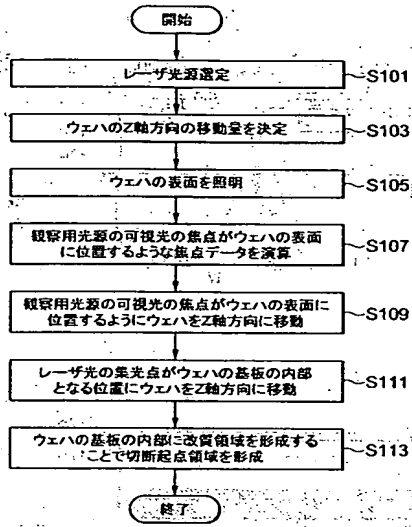 開始
レーザ光源選定
S101
ウェハのZ軸方向の移動量を決定
S103
ウェハの表面を照明
S105
観察用光源の可視光の焦点がウェハの表面
に位置するような焦点データを演算
S107
観察用光源の可視光の焦点がウェハの表面に
位置するようにウェハをZ軸方向に移動
S109
レーザ光の集光点がウェハの基板の内部
となる位置にウェハをZ軸方向に移動
S111
ウェハの基板の内部に改質領域を形成する
ことで切断起点領域を形成
S113
終了